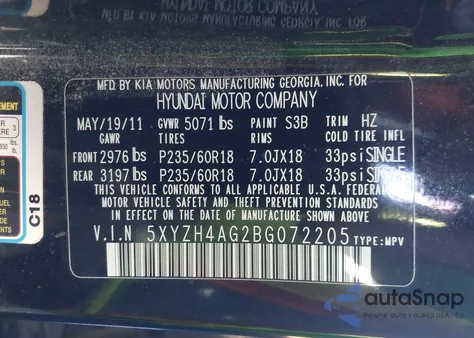 MFD. BY KIA MOTORS MANUFACTURING GEORGIA. INC. FOR
HYUNDAI MOTOR COMPANY
MAY/19/11 GVWR 5071 lbs PAINT S3B TRIM HZ
TIRES RIMS COLD TIRE INFL
FRONT 2976 lbs P235/60R18 7.0JX18 33psi SINGLE
REAR 3197 lbs P235/60R18 7.0JX18 33psi SINGLE
THIS VEHICLE CONFORMS TO ALL APPLICABLE U.S.A. FEDERAL
MOTOR VEHICLE SAFETY, BUMPER, AND THEFT PREVENTION STANDARDS
IN EFFECT ON THE DATE OF MANUFACTURE SHOWN ABOVE.
V.I.N 5XYZH4AG2BG072205 TYPE: MPV
C18
autaSnap